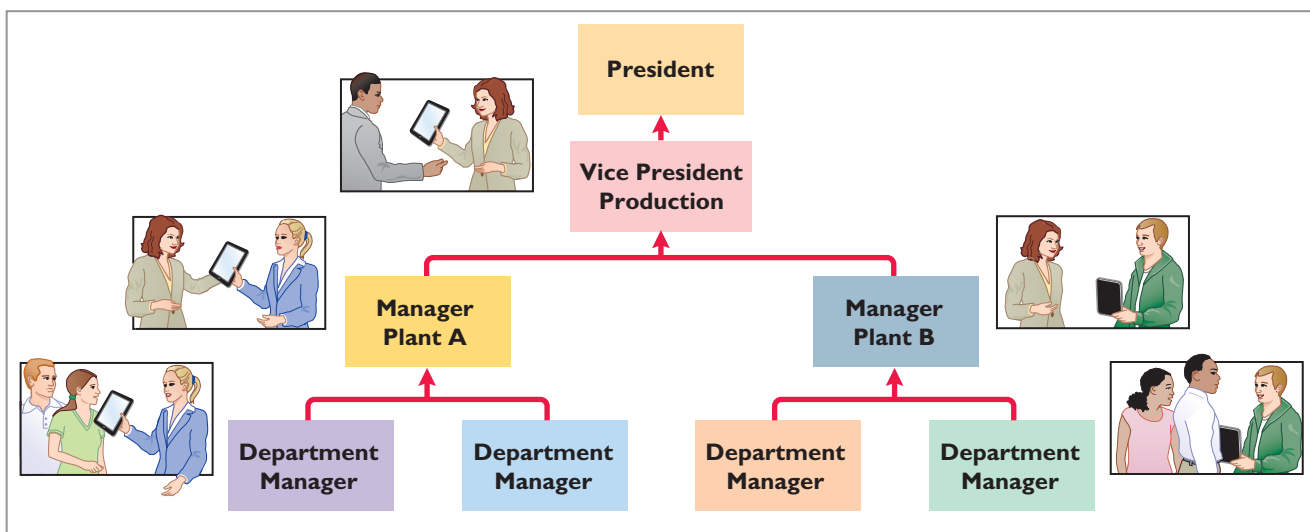 President
Vice President
Production
Manager
Plant A
Manager
Plant B
Department
Manager
Department
Manager
Department
Manager
Department
Manager